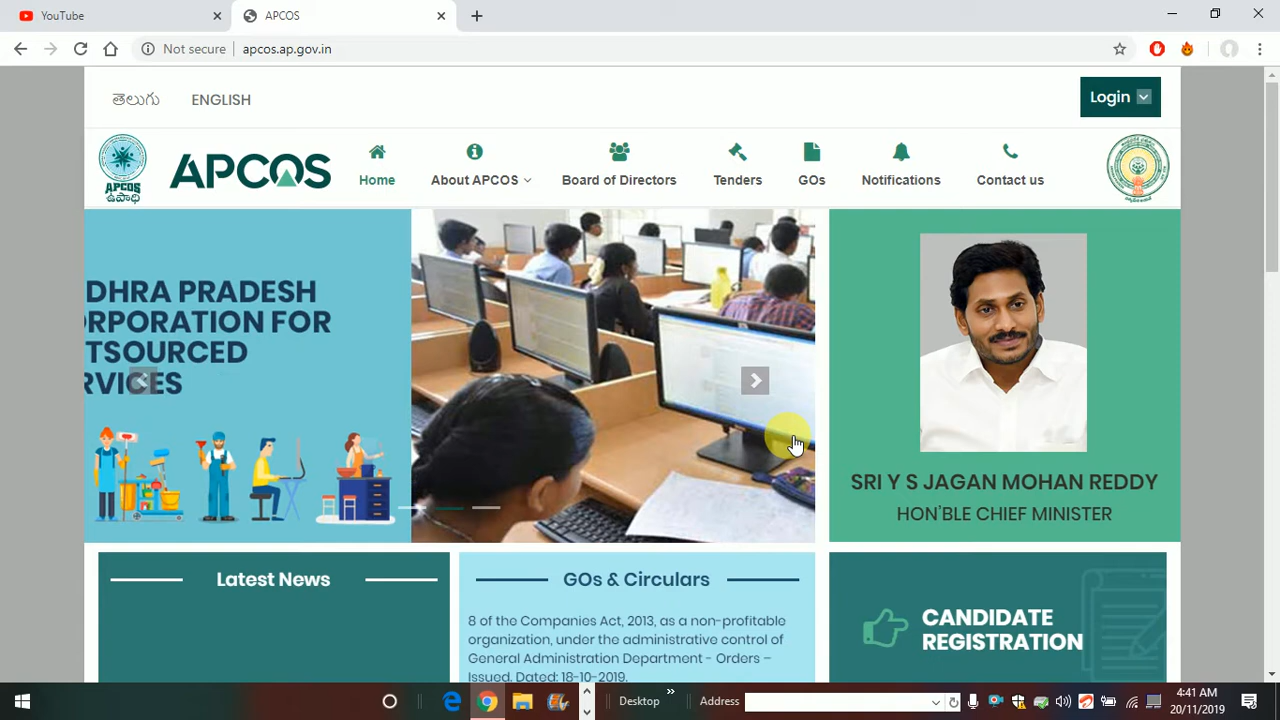 YouTube
APCOS
Not secure
apcos.ap.gov.in
తెలుగు
ENGLISH
Login
APCOS
ఉపాధి
APCOS
Home
About APCOS
Board of Directors
Tenders
GOs
Notifications
Contact us
DHRA PRADESH
ORPORATION FOR
TSOURCED
RVICES
SRI Y S JAGAN MOHAN REDDY
HON'BLE CHIEF MINISTER
Latest News
GOs & Circulars
8 of the Companies Act, 2013, as a non-profitable
organization, under the administrative control of
General Administration Department - Orders –
Issued. Dated: 18-10-2019.
CANDIDATE
REGISTRATION
Desktop
Address
4:41 AM
20/11/2019